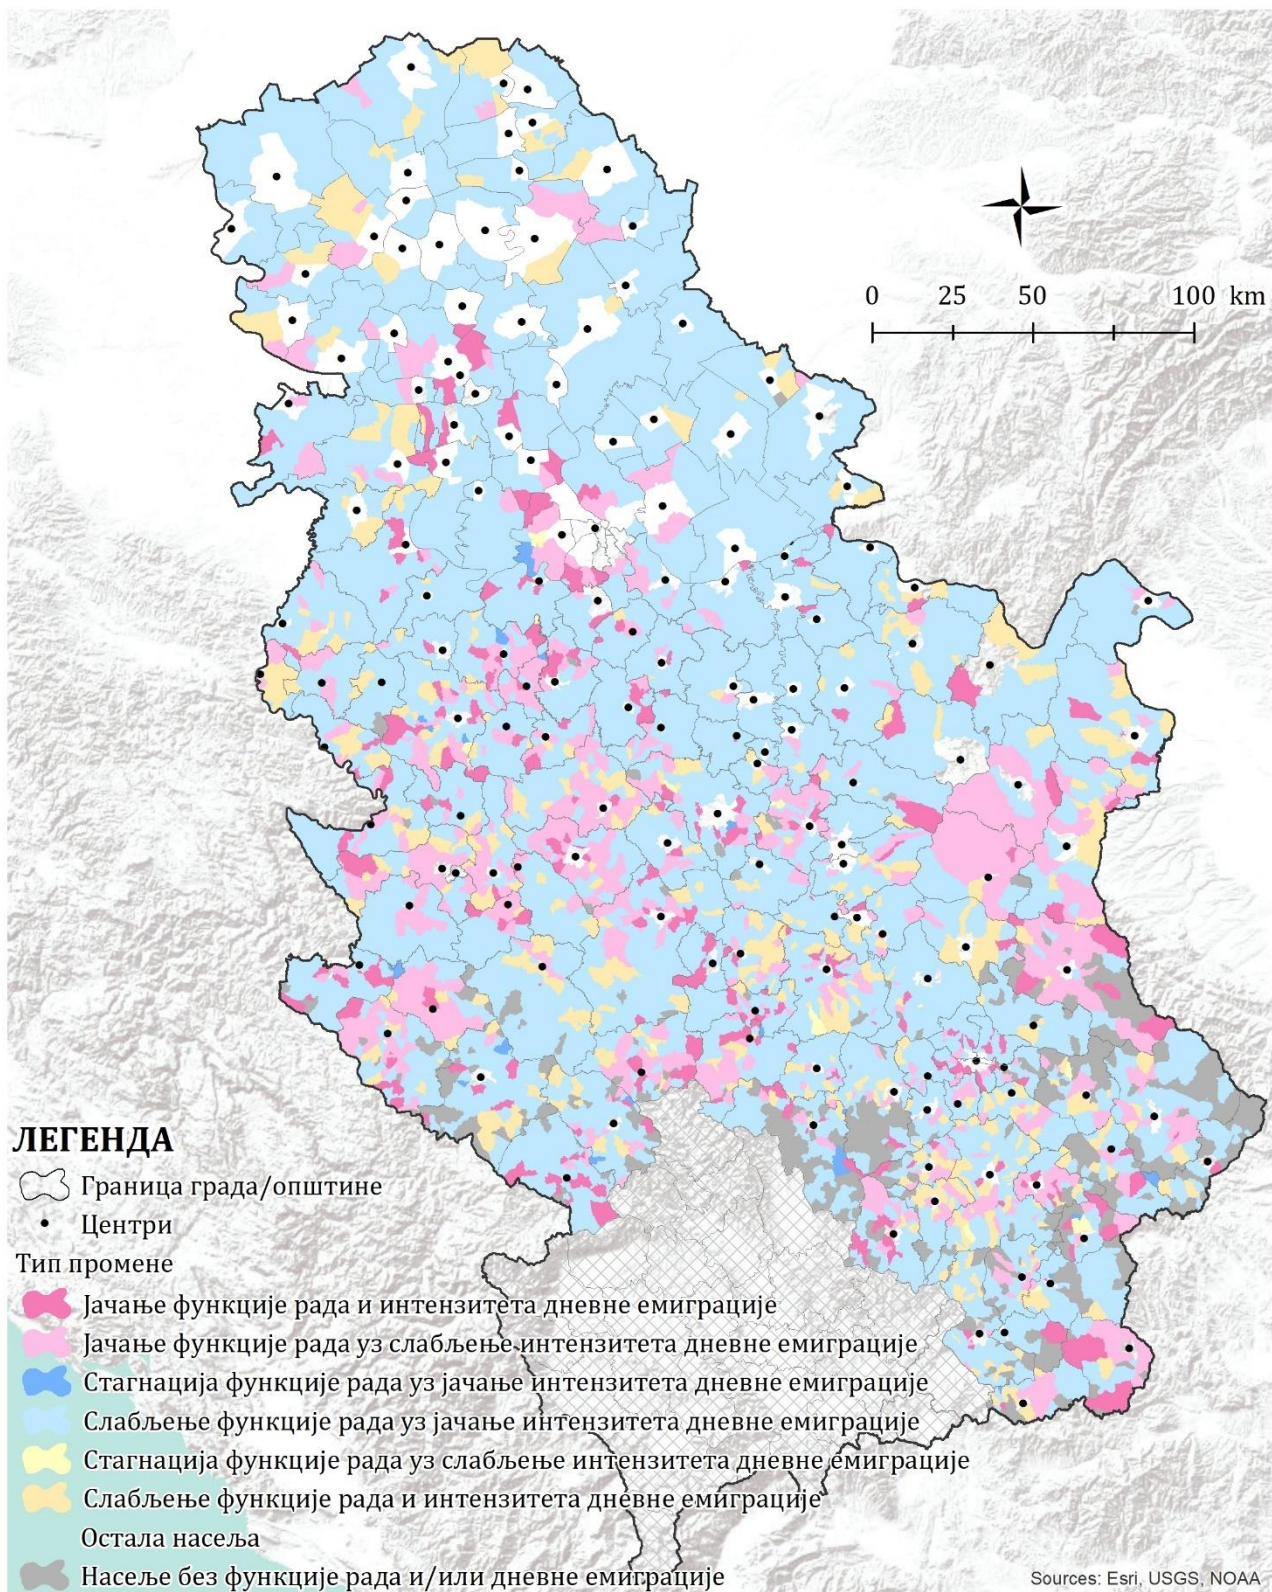 0 25 50 100 km
ЛЕГЕНДА
Граница града/општине
Центри
Тип промене
Јачање функције рада и интензитета дневне емиграције
Јачање функције рада уз слабљење интензитета дневне емиграције
Стагнација функције рада уз јачање интензитета дневне емиграције
Слабљење функције рада уз јачање интензитета дневне емиграције
Стагнација функције рада уз слабљење интензитета дневне емиграције
Слабљење функције рада и интензитета дневне емиграције
Остала насеља
Насеље без функције рада и/или дневне емиграције
Sources: Esri, USGS, NOAA